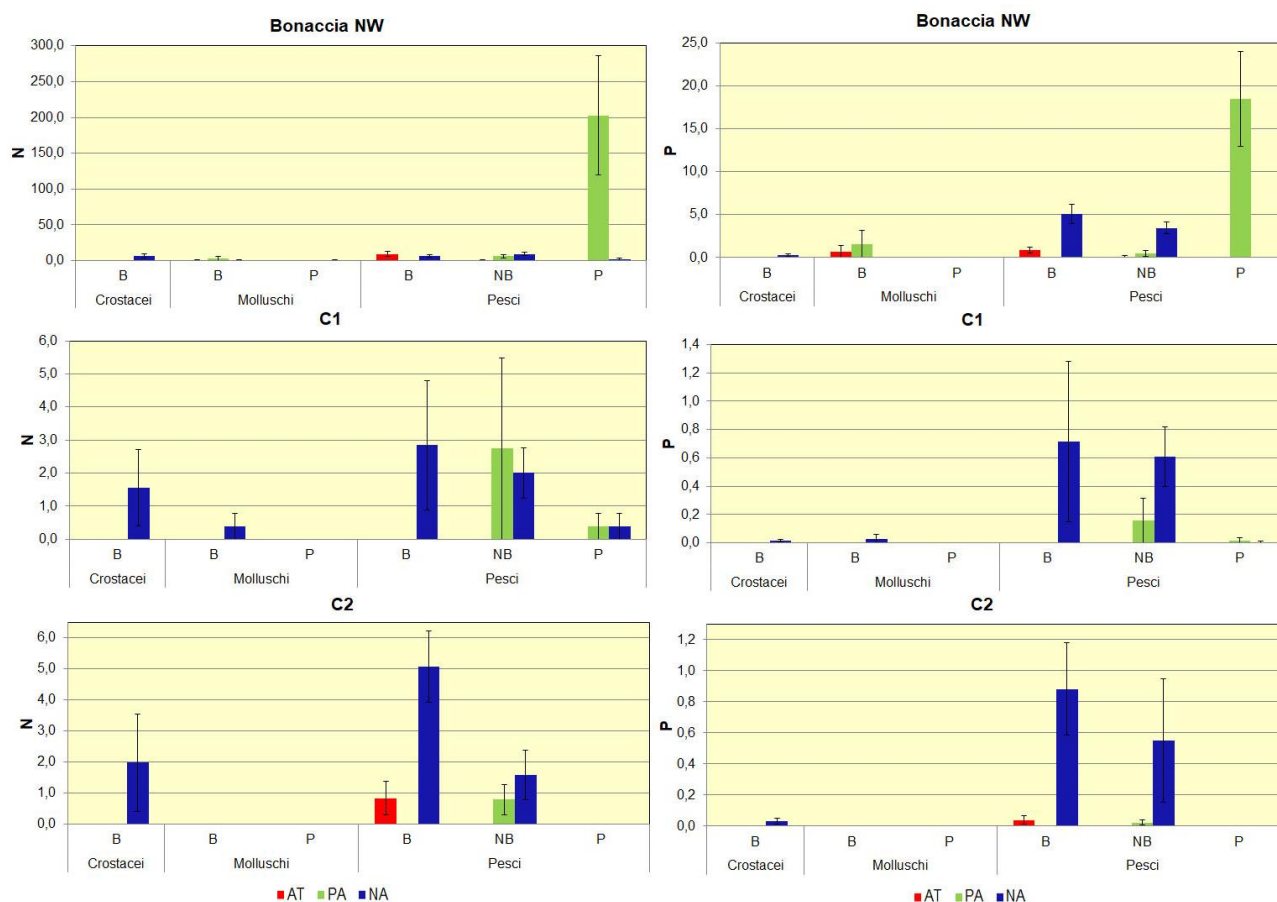 Bonaccia NW
300,0
250,0
200,0
150,0
100,0
50,0
0,0
N
B B P B NB P
Crostacei Molluschi Pesci
Bonaccia NW
25,0
20,0
15,0
10,0
5,0
0,0
P
B B P B NB P
Crostacei Molluschi Pesci
C1
6,0
5,0
4,0
3,0
2,0
1,0
0,0
N
B B P B NB P
Crostacei Molluschi Pesci
C1
1,4
1,2
1,0
0,8
0,6
0,4
0,2
0,0
P
B B P B NB P
Crostacei Molluschi Pesci
C2
6,0
5,0
4,0
3,0
2,0
1,0
0,0
N
B B P B NB P
Crostacei Molluschi Pesci
AT PA NA
C2
1,2
1,0
0,8
0,6
0,4
0,2
0,0
P
B B P B NB P
Crostacei Molluschi Pesci
AT PA NA